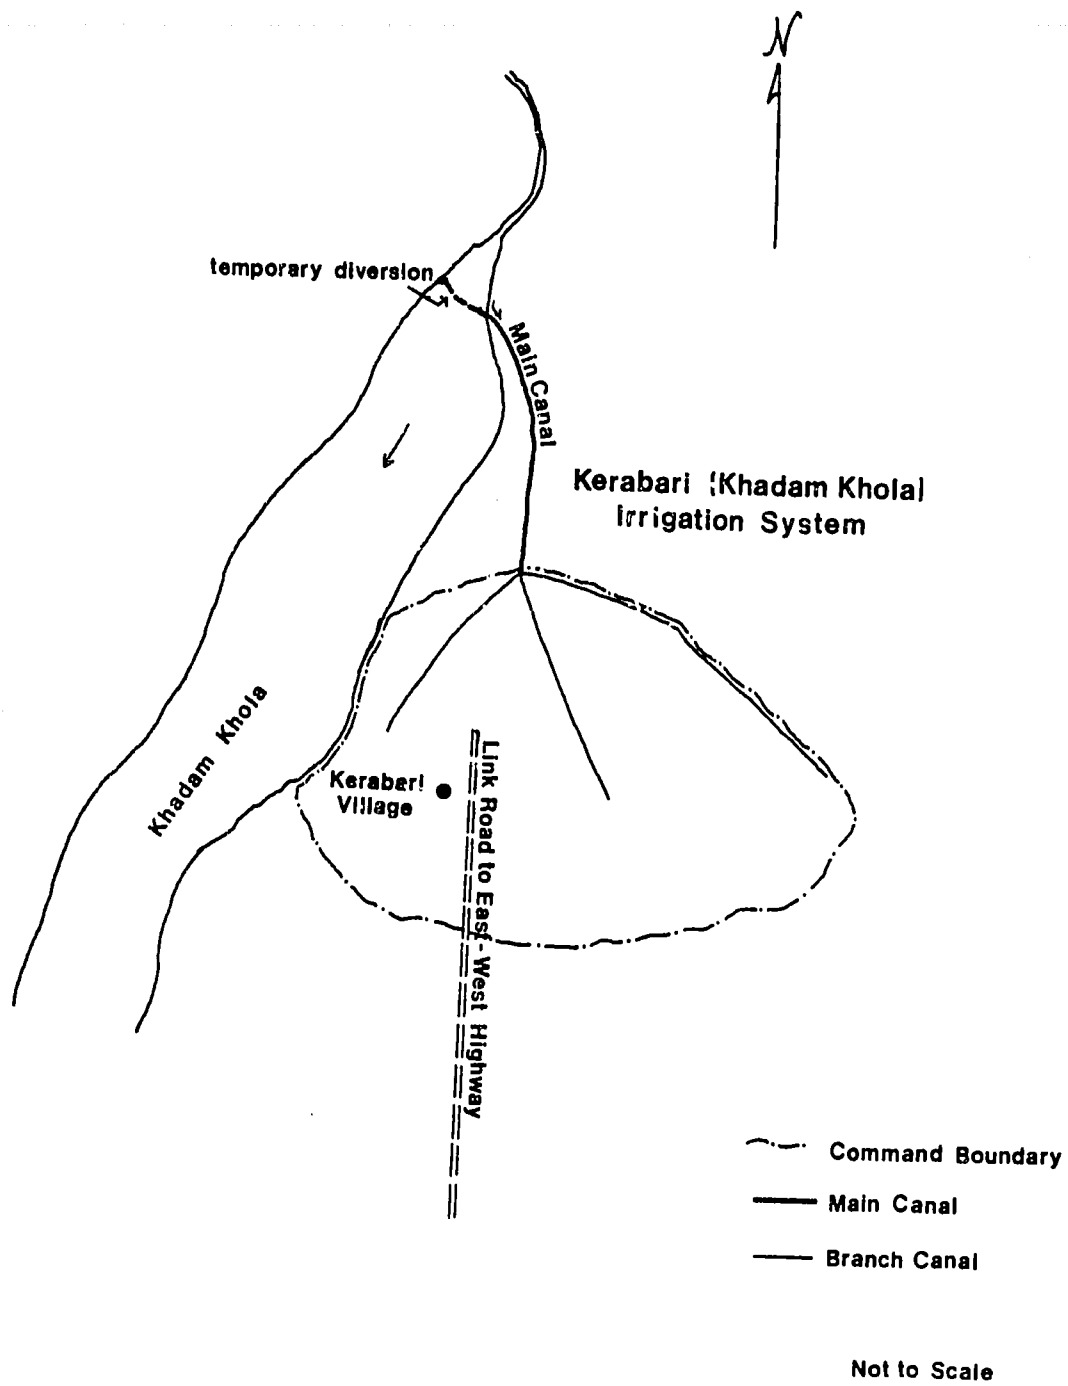 N
temporary diversion
Main Canal
Kerabari (Khadam Khola)
Irrigation System
Khadam Khola
Kerabari
Village
Link Road to East-West Highway
Command Boundary
Main Canal
Branch Canal
Not to Scale